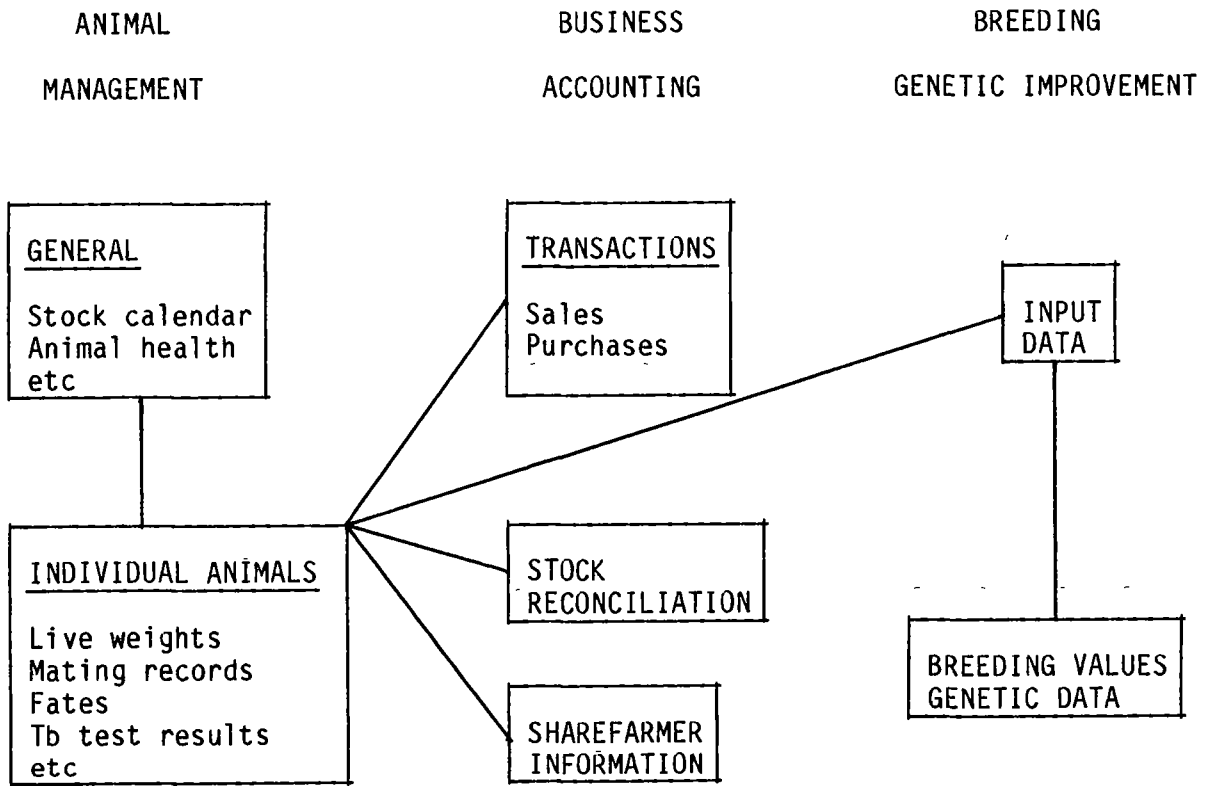 ANIMAL
MANAGEMENT
BUSINESS
ACCOUNTING
BREEDING
GENETIC IMPROVEMENT
GENERAL
Stock calendar
Animal health
etc
INDIVIDUAL ANIMALS
Live weights
Mating records
Fates
Tb test results
etc
TRANSACTIONS
Sales
Purchases
STOCK
RECONCILIATION
SHAREFARMER
INFORMATION
INPUT
DATA
BREEDING VALUES
GENETIC DATA